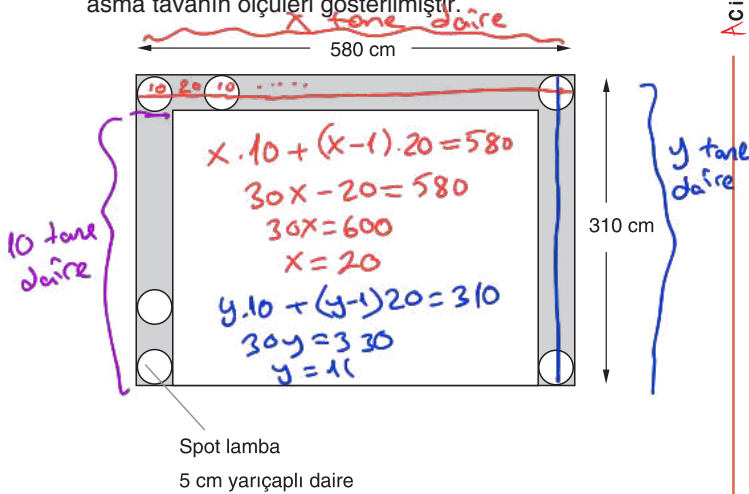 asma tavanın ölçüleri gösterilmiştir.
x tane daire
580 cm
10 20 10 .....
x.10+(x-1).20=580
30x-20=580
30x=600
x=20
y.10+(y-1)20=310
30y=330
y=11
10 tane
daire
310 cm
y tane
daire
Spot lamba
5 cm yarıçaplı daire